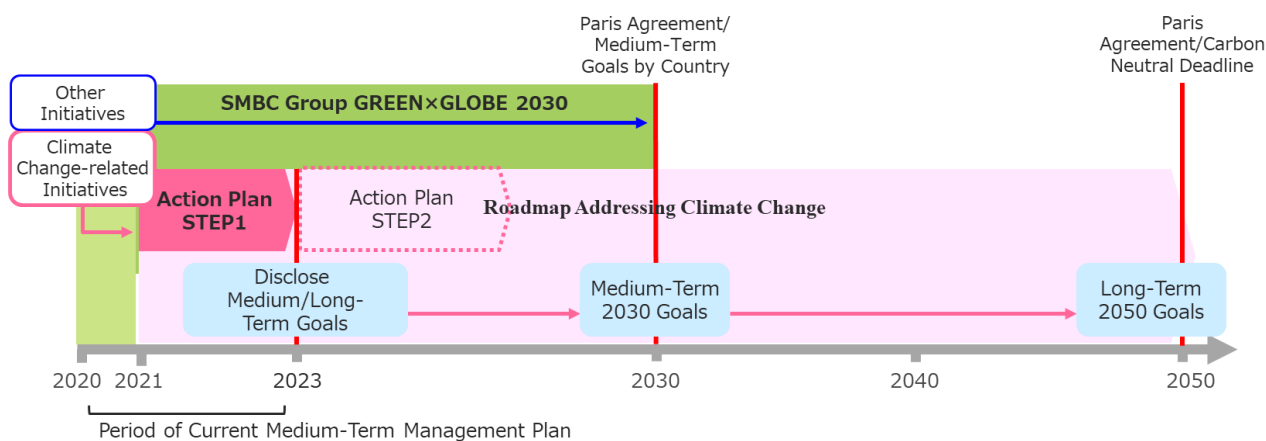 Paris Agreement/
Medium-Term
Goals by Country
Paris
Agreement/Carbon
Neutral Deadline
Other
Initiatives
SMBC Group GREEN×GLOBE 2030
Climate
Change-related
Initiatives
Action Plan
STEP1
Action Plan
STEP2
Roadmap Addressing Climate Change
Disclose
Medium/Long-
Term Goals
Medium-Term
2030 Goals
Long-Term
2050 Goals
2020 2021 2023 2030 2040 2050
Period of Current Medium-Term Management Plan